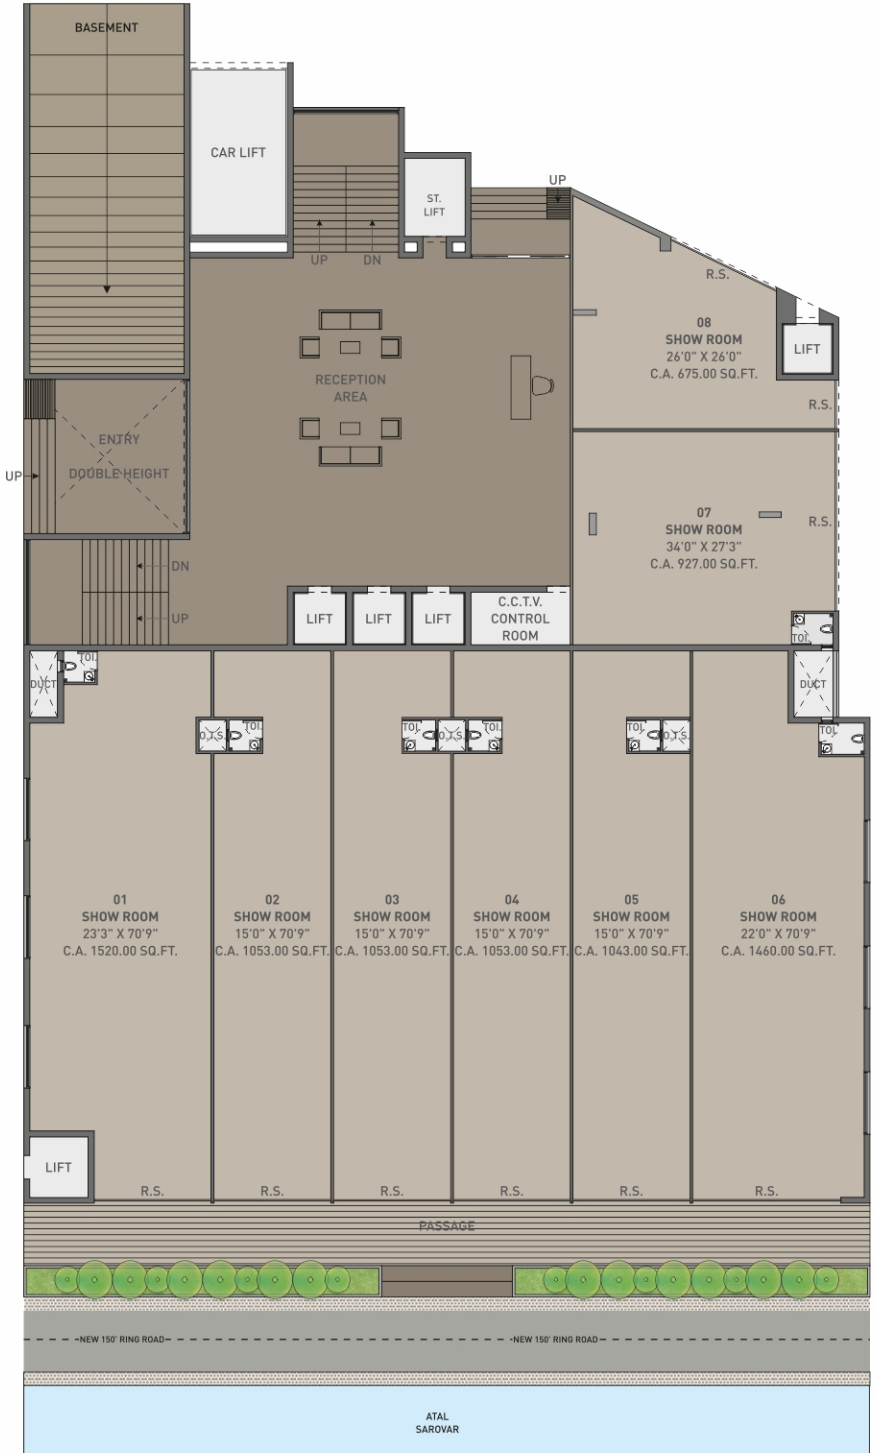 BASEMENT
CAR LIFT
ST.
LIFT
UP
UP
DN
R.S.
08
SHOW ROOM
26'0" X 26'0"
C.A. 675.00 SQ.FT.
LIFT
R.S.
RECEPTION
AREA
ENTRY
DOUBLE HEIGHT
UP
07
SHOW ROOM
34'0" X 27'3"
C.A. 927.00 SQ.FT.
R.S.
DN
UP
LIFT
LIFT
LIFT
C.C.T.V.
CONTROL
ROOM
TOI.
DUCT
TOI.
DUCT
O.T.S.
TOI.
TOI.
O.T.S.
TOI.
TOI.
O.T.S.
TOI.
01
SHOW ROOM
23'3" X 70'9"
C.A. 1520.00 SQ.FT.
02
SHOW ROOM
15'0" X 70'9"
C.A. 1053.00 SQ.FT.
03
SHOW ROOM
15'0" X 70'9"
C.A. 1053.00 SQ.FT.
04
SHOW ROOM
15'0" X 70'9"
C.A. 1053.00 SQ.FT.
05
SHOW ROOM
15'0" X 70'9"
C.A. 1043.00 SQ.FT.
06
SHOW ROOM
22'0" X 70'9"
C.A. 1460.00 SQ.FT.
LIFT
R.S.
R.S.
R.S.
R.S.
R.S.
R.S.
PASSAGE
NEW 150' RING ROAD
NEW 150' RING ROAD
ATAL
SAROVAR